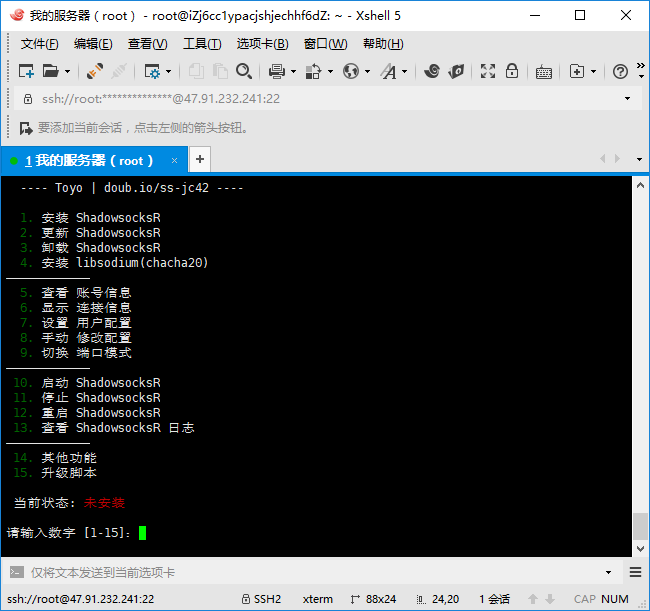 我的服务器（root） - root@iZj6cc1ypacjshjechhf6dZ: ~ - Xshell 5
文件(F) 编辑(E) 查看(V) 工具(T) 选项卡(B) 窗口(W) 帮助(H)
ssh://root:**************@47.91.232.241:22
要添加当前会话，点击左侧的箭头按钮。
1 我的服务器（root） × +
---- Toyo | doub.io/ss-jc42 ----
1. 安装 ShadowsocksR
2. 更新 ShadowsocksR
3. 卸载 ShadowsocksR
4. 安装 libsodium(chacha20)
————————————
5. 查看 账号信息
6. 显示 连接信息
7. 设置 用户配置
8. 手动 修改配置
9. 切换 端口模式
————————————
10. 启动 ShadowsocksR
11. 停止 ShadowsocksR
12. 重启 ShadowsocksR
13. 查看 ShadowsocksR 日志
————————————
14. 其他功能
15. 升级脚本
当前状态: 未安装
请输入数字 [1-15]:
仅将文本发送到当前选项卡
ssh://root@47.91.232.241:22 SSH2 xterm 88x24 24,20 1 会话 CAP NUM